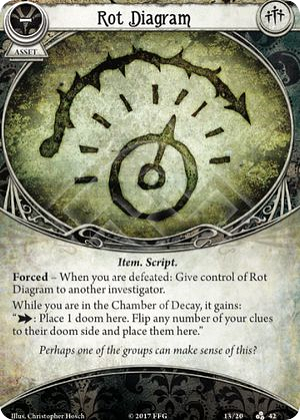 Rot Diagram
ASSET
Item. Script.
Forced – When you are defeated: Give control of Rot
Diagram to another investigator.
While you are in the Chamber of Decay, it gains:
": Place 1 doom here. Flip any number of your clues
to their doom side and place them here."
Perhaps one of the groups can make sense of this?
Illus. Christopher Hosch
© 2017 FFG
13/20
42